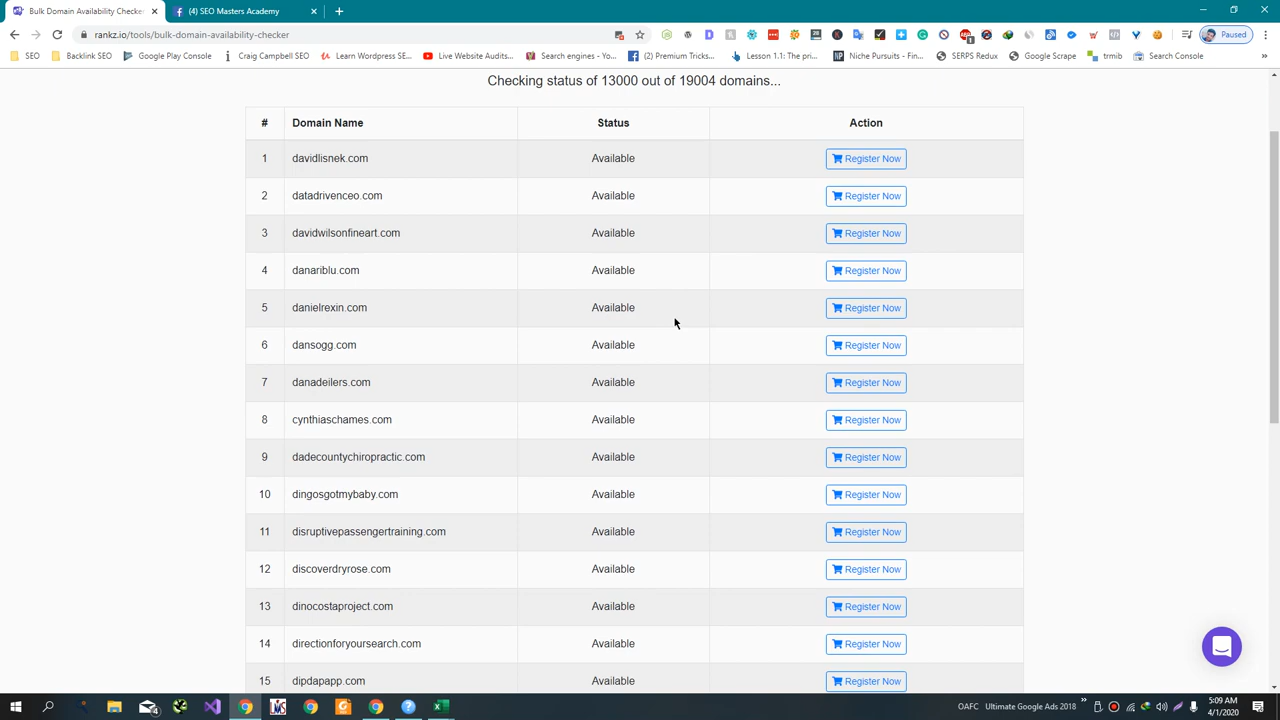 Bulk Domain Availability Checker
(4) SEO Masters Academy
rankz.io/tools/bulk-domain-availability-checker
Paused
SEO
Backlink SEO
Google Play Console
Craig Campbell SEO
Learn Wordpress SE...
Live Website Audits...
Search engines - Yo...
(2) Premium Tricks...
Lesson 1.1: The pri...
Niche Pursuits - Fin...
SERPS Redux
Google Scrape
trmib
Search Console
Checking status of 13000 out of 19004 domains...
# Domain Name Status Action
1 davidlisnek.com Available Register Now
2 datadrivenceo.com Available Register Now
3 davidwilsonfineart.com Available Register Now
4 danariblu.com Available Register Now
5 danielrexin.com Available Register Now
6 dansogg.com Available Register Now
7 danadeilers.com Available Register Now
8 cynthiaschames.com Available Register Now
9 dadecountychiropractic.com Available Register Now
10 dingosgotmybaby.com Available Register Now
11 disruptivepassengertraining.com Available Register Now
12 discoverdryrose.com Available Register Now
13 dinocostaproject.com Available Register Now
14 directionforyoursearch.com Available Register Now
15 dipdapapp.com Available Register Now
OAFC
Ultimate Google Ads 2018
5:09 AM
4/1/2020